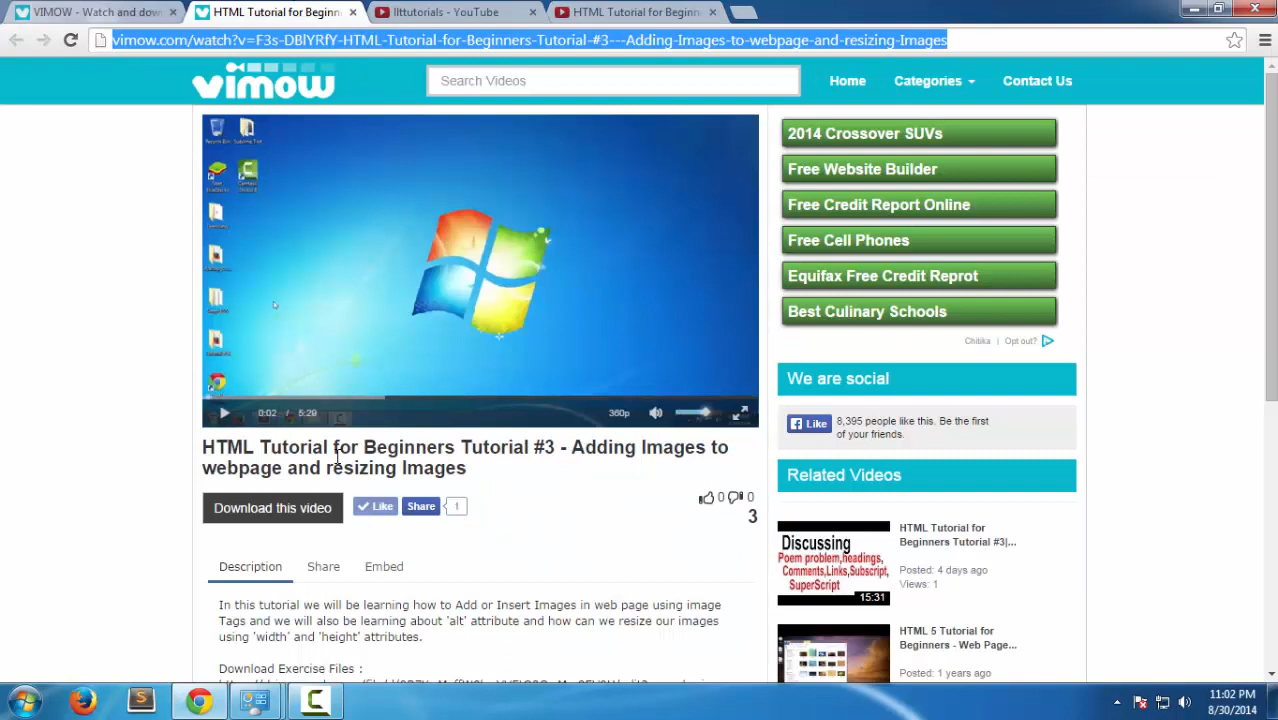 VIMOW - Watch and dow
HTML Tutorial for Beginn
llttutorials - YouTube
HTML Tutorial for Beginn
vimow.com/watch?v=F3s-DBlYRfY-HTML-Tutorial-for-Beginners-Tutorial-#3---Adding-Images-to-webpage-and-resizing-Images
vimow
Search Videos
Home
Categories
Contact Us
0:02 / 5:29
360p
HTML Tutorial for Beginners Tutorial #3 - Adding Images to
webpage and resizing Images
Download this video
Like
Share
1
0
0
3
Description
Share
Embed
In this tutorial we will be learning how to Add or Insert Images in web page using image
Tags and we will also be learning about 'alt' attribute and how can we resize our images
using 'width' and 'height' attributes.
Download Exercise Files :
2014 Crossover SUVs
Free Website Builder
Free Credit Report Online
Free Cell Phones
Equifax Free Credit Reprot
Best Culinary Schools
Chitika | Opt out?
We are social
Like
8,395 people like this. Be the first
of your friends.
Related Videos
Discussing
Poem problem,headings,
Comments,Links,Subscript,
SuperScript
15:31
HTML Tutorial for
Beginners Tutorial #3|...
Posted: 4 days ago
Views: 1
HTML 5 Tutorial for
Beginners - Web Page...
Posted: 1 years ago
11:02 PM
8/30/2014